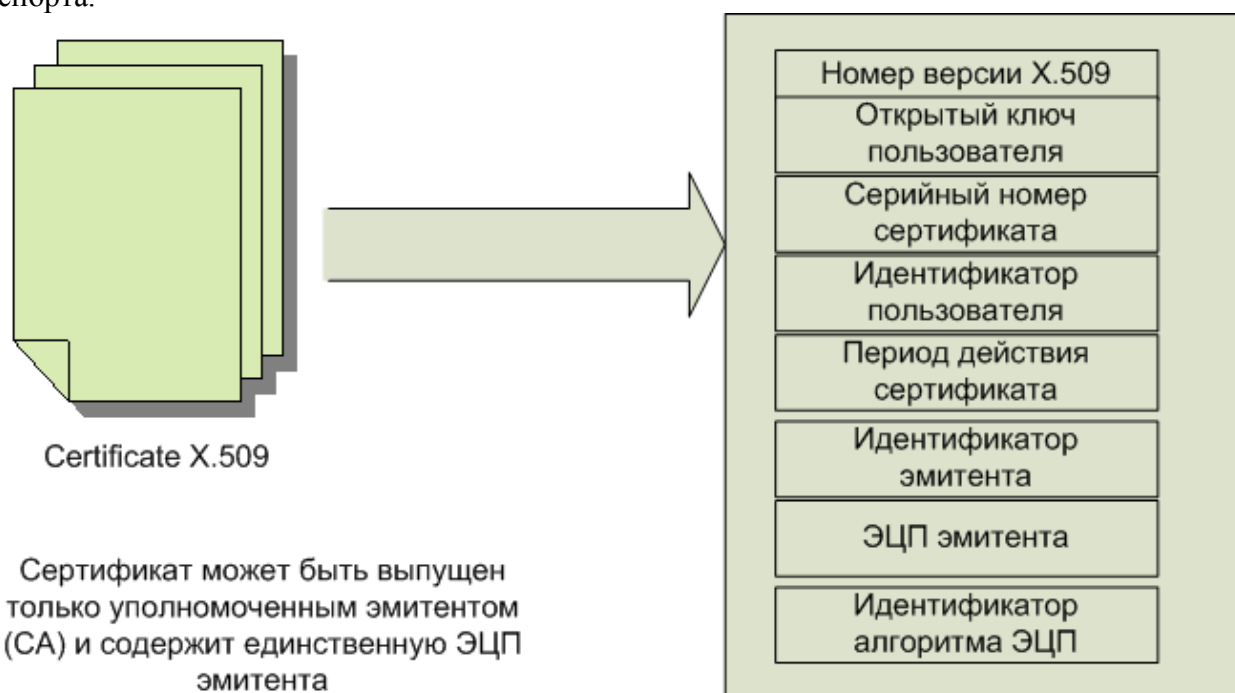 Certificate X.509
Сертификат может быть выпущен
только уполномоченным эмитентом
(CA) и содержит единственную ЭЦП
эмитента
Номер версии X.509
Открытый ключ
пользователя
Серийный номер
сертификата
Идентификатор
пользователя
Период действия
сертификата
Идентификатор
эмитента
ЭЦП эмитента
Идентификатор
алгоритма ЭЦП